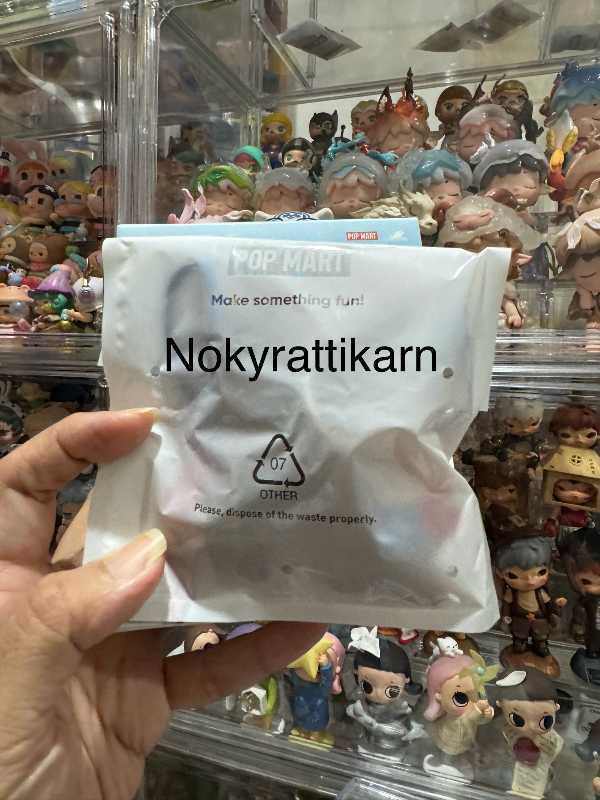 POP MART
POP MART
Make something fun!
Nokyrattikarn
07
OTHER
Please, dispose of the waste properly.